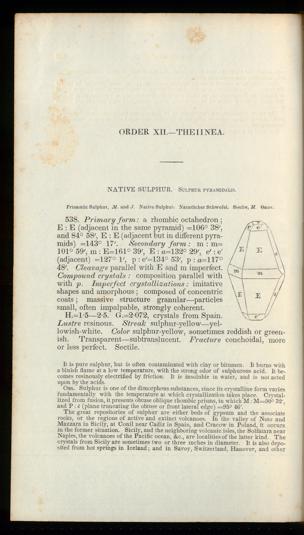 ORDER XII.—THEIINEA.
NATIVE SULPHUR. SULPHUR PYRAMIDALIS.
Prismatic Sulphur, M. and J. Native Sulphur. Natürlicher Schwefel. Soufre, H. Omnr.
538. Primary form: a rhombic octahedron;
E : E (adjacent in the same pyramid) =106° 38′,
and 84° 58′, E : E (adjacent but in different pyra-
mids) =143° 17′. Secondary form: m : m=
101° 59′, m : E=161° 39′, E : a=132° 29′, e′ : e′
(adjacent) =127° 1′, p : e′=134° 53′, p : a=117°
48′. Cleavage parallel with E and m imperfect.
Compound crystals: composition parallel with
with p. Imperfect crystallizations: imitative
shapes and amorphous; composed of concentric
coats; massive structure granular—particles
small, often impalpable, strongly coherent.
H.=1·5—2·5. G.=2·072, crystals from Spain.
Lustre resinous. Streak sulphur-yellow—yel-
lowish-white. Color sulphur-yellow, sometimes reddish or green-
ish. Transparent—subtranslucent. Fracture conchoidal, more
or less perfect. Sectile.
e′ e′
E E
m m
E E
e′
It is pure sulphur, but is often contaminated with clay or bitumen. It burns with
a bluish flame at a low temperature, with the strong odor of sulphureous acid. It be-
comes resinously electrified by friction. It is insoluble in water, and is not acted
upon by the acids.
Obs. Sulphur is one of the dimorphous substances, since its crystalline form varies
fundamentally with the temperature at which crystallization takes place. Crystal-
lized from fusion, it presents obtuse oblique rhombic prisms, in which M : M=90° 32′,
and P : ē (plane truncating the obtuse or front lateral edge) =95° 46′.
The great repositories of sulphur are either beds of gypsum and the associate
rocks, or the regions of active and extinct volcanoes. In the valley of Noto and
Mazzara in Sicily, at Conil near Cadiz in Spain, and Cracow in Poland, it occurs
in the former situation. Sicily, and the neighboring volcanic isles, the Solfatara near
Naples, the volcanoes of the Pacific ocean, &c., are localities of the latter kind. The
crystals from Sicily are sometimes two or three inches in diameter. It is also depo-
sited from hot springs in Iceland; and in Savoy, Switzerland, Hanover, and other